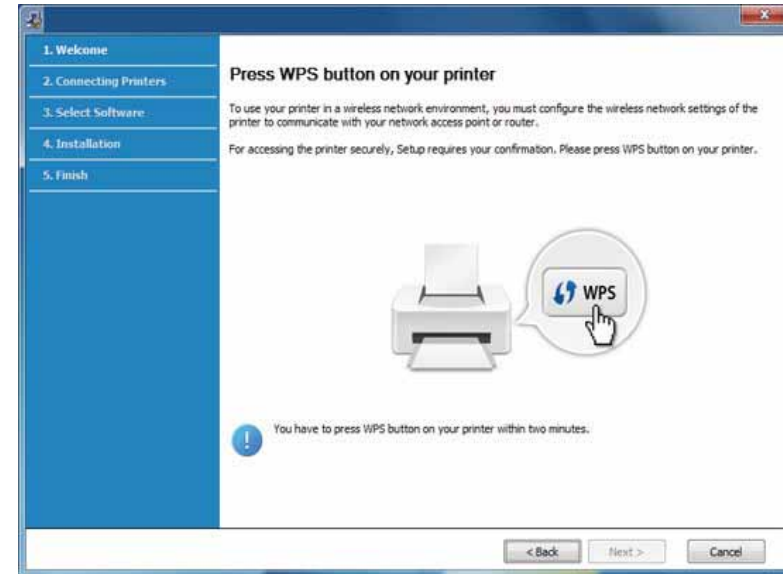 1. Welcome
2. Connecting Printers
3. Select Software
4. Installation
5. Finish
Press WPS button on your printer
To use your printer in a wireless network environment, you must configure the wireless network settings of the
printer to communicate with your network access point or router.
For accessing the printer securely, Setup requires your confirmation. Please press WPS button on your printer.
WPS
You have to press WPS button on your printer within two minutes.
< Back
Next >
Cancel